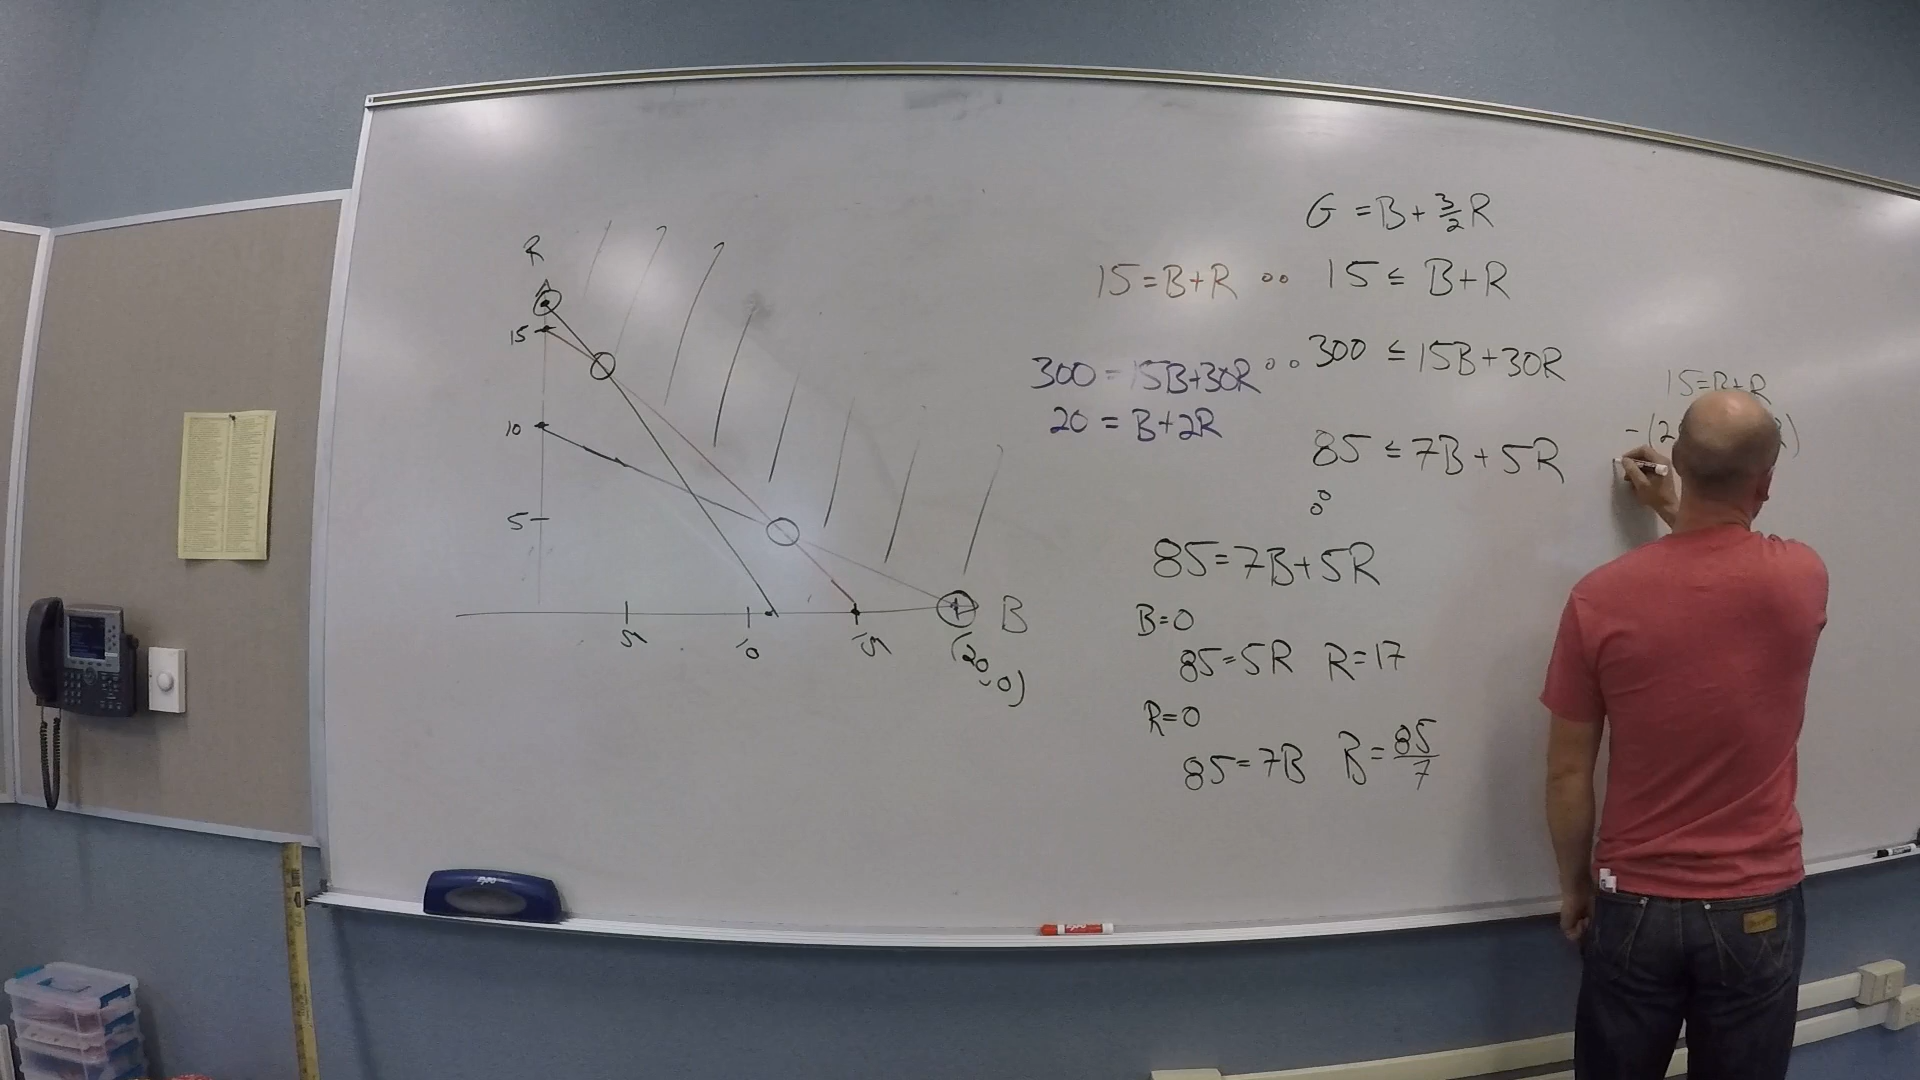 R
15
10
5
5
10
15
B
(20,0)
G = B + 3/2 R
15 = B + R ∘∘ 15 ≤ B + R
300 = 15B + 30R ∘∘ 300 ≤ 15B + 30R
20 = B + 2R
85 ≤ 7B + 5R
85 = 7B + 5R
B = 0
85 = 5R R = 17
R = 0
85 = 7B B = 85/7
15 = B + R
expo